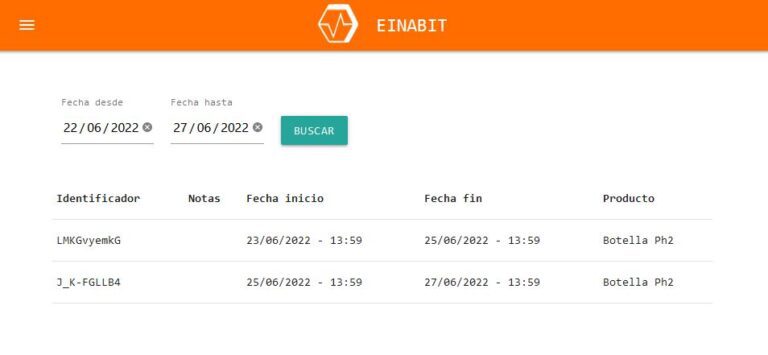 EINABIT
Fecha desde Fecha hasta
22/06/2022 27/06/2022 BUSCAR
Identificador Notas Fecha inicio Fecha fin Producto
LMKGvyemkG 23/06/2022 - 13:59 25/06/2022 - 13:59 Botella Ph2
J_K-FGLLB4 25/06/2022 - 13:59 27/06/2022 - 13:59 Botella Ph2